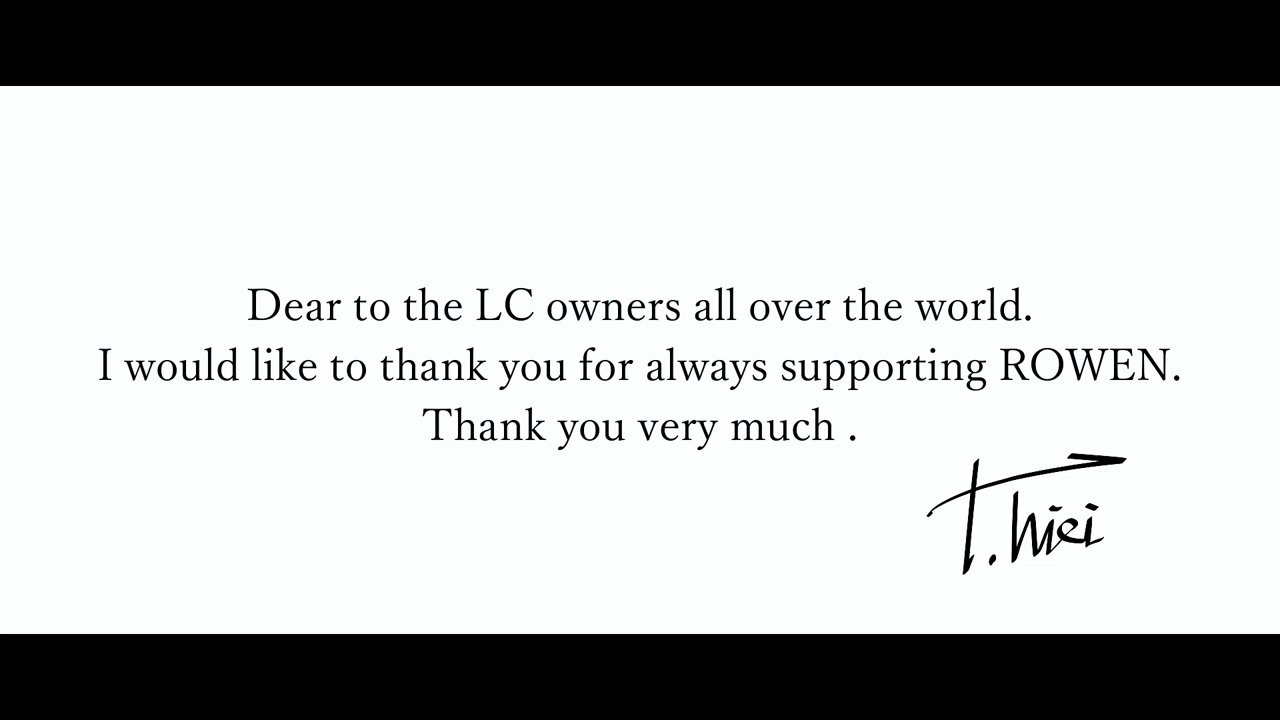 Dear to the LC owners all over the world.
I would like to thank you for always supporting ROWEN.
Thank you very much .
T.hiei